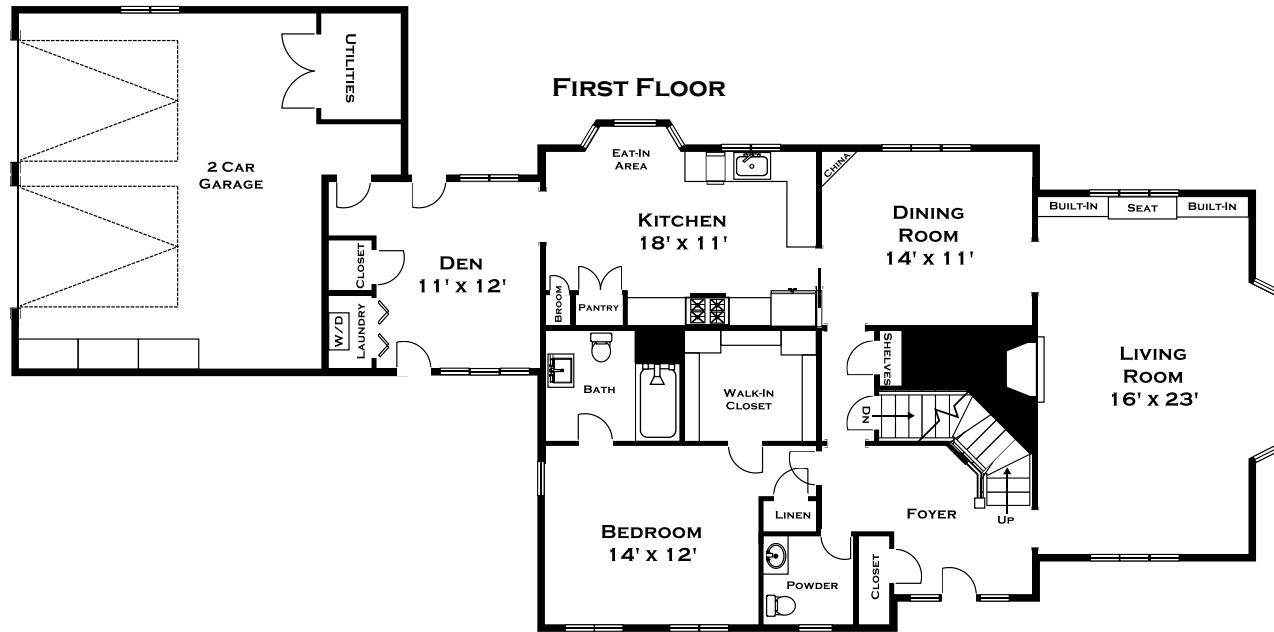 FIRST FLOOR
UTILITIES
2 CAR
GARAGE
EAT-IN
AREA
CHINA
KITCHEN
18' x 11'
DINING
ROOM
14' x 11'
BUILT-IN
SEAT
BUILT-IN
CLOSET
DEN
11' x 12'
BROOM
PANTRY
W/D
LAUNDRY
BATH
WALK-IN
CLOSET
SHELVES
DN
LIVING
ROOM
16' x 23'
LINEN
FOYER
UP
BEDROOM
14' x 12'
POWDER
CLOSET